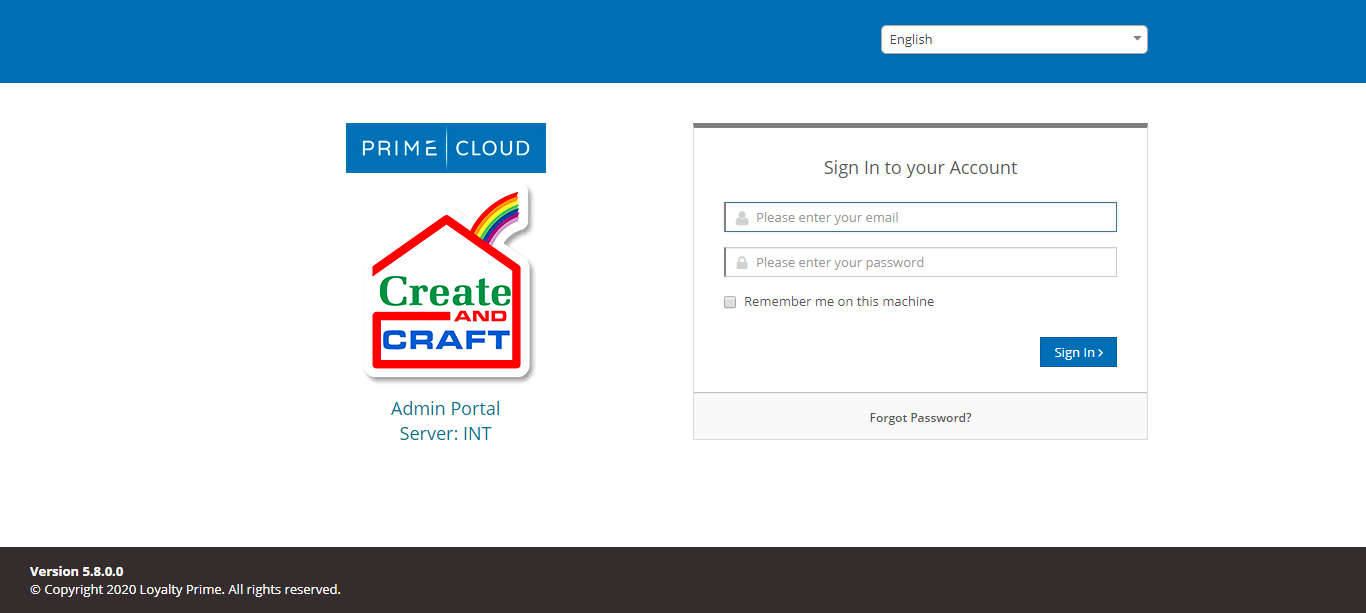 English
PRIME CLOUD
Create
AND
CRAFT
Admin Portal
Server: INT
Sign In to your Account
Please enter your email
Please enter your password
Remember me on this machine
Sign In ›
Forgot Password?
Version 5.8.0.0
© Copyright 2020 Loyalty Prime. All rights reserved.